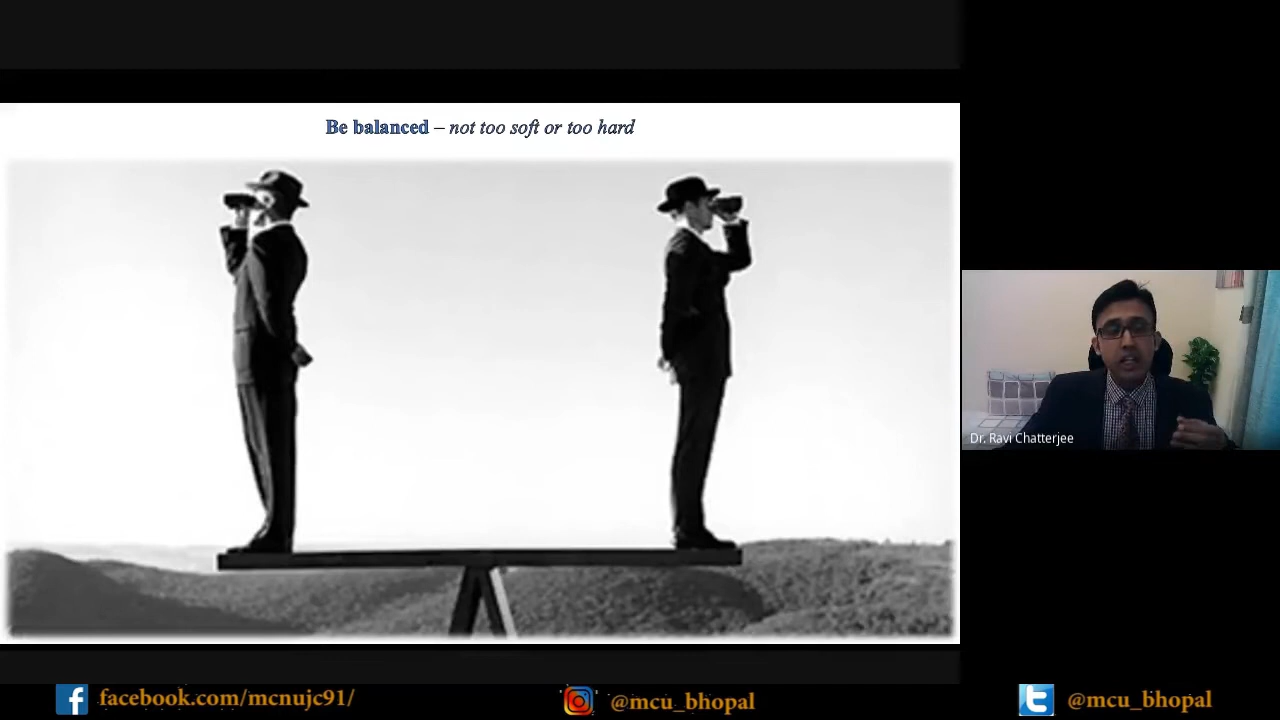 Be balanced – not too soft or too hard
Dr. Ravi Chatterjee
facebook.com/mcnujc91/
@mcu_bhopal
@mcu_bhopal